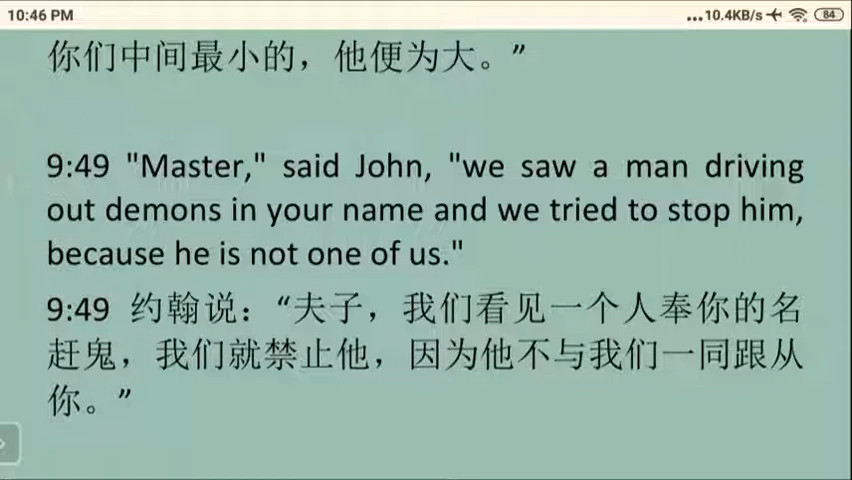 10:46 PM ...10.4KB/s 84
你们中间最小的，他便为大。”
9:49 "Master," said John, "we saw a man driving
out demons in your name and we tried to stop him,
because he is not one of us."
9:49 约翰说：“夫子，我们看见一个人奉你的名
赶鬼，我们就禁止他，因为他不与我们一同跟从
你。”